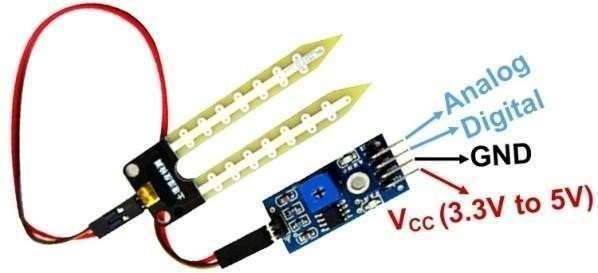 Analog
Digital
GND
VCC (3.3V to 5V)